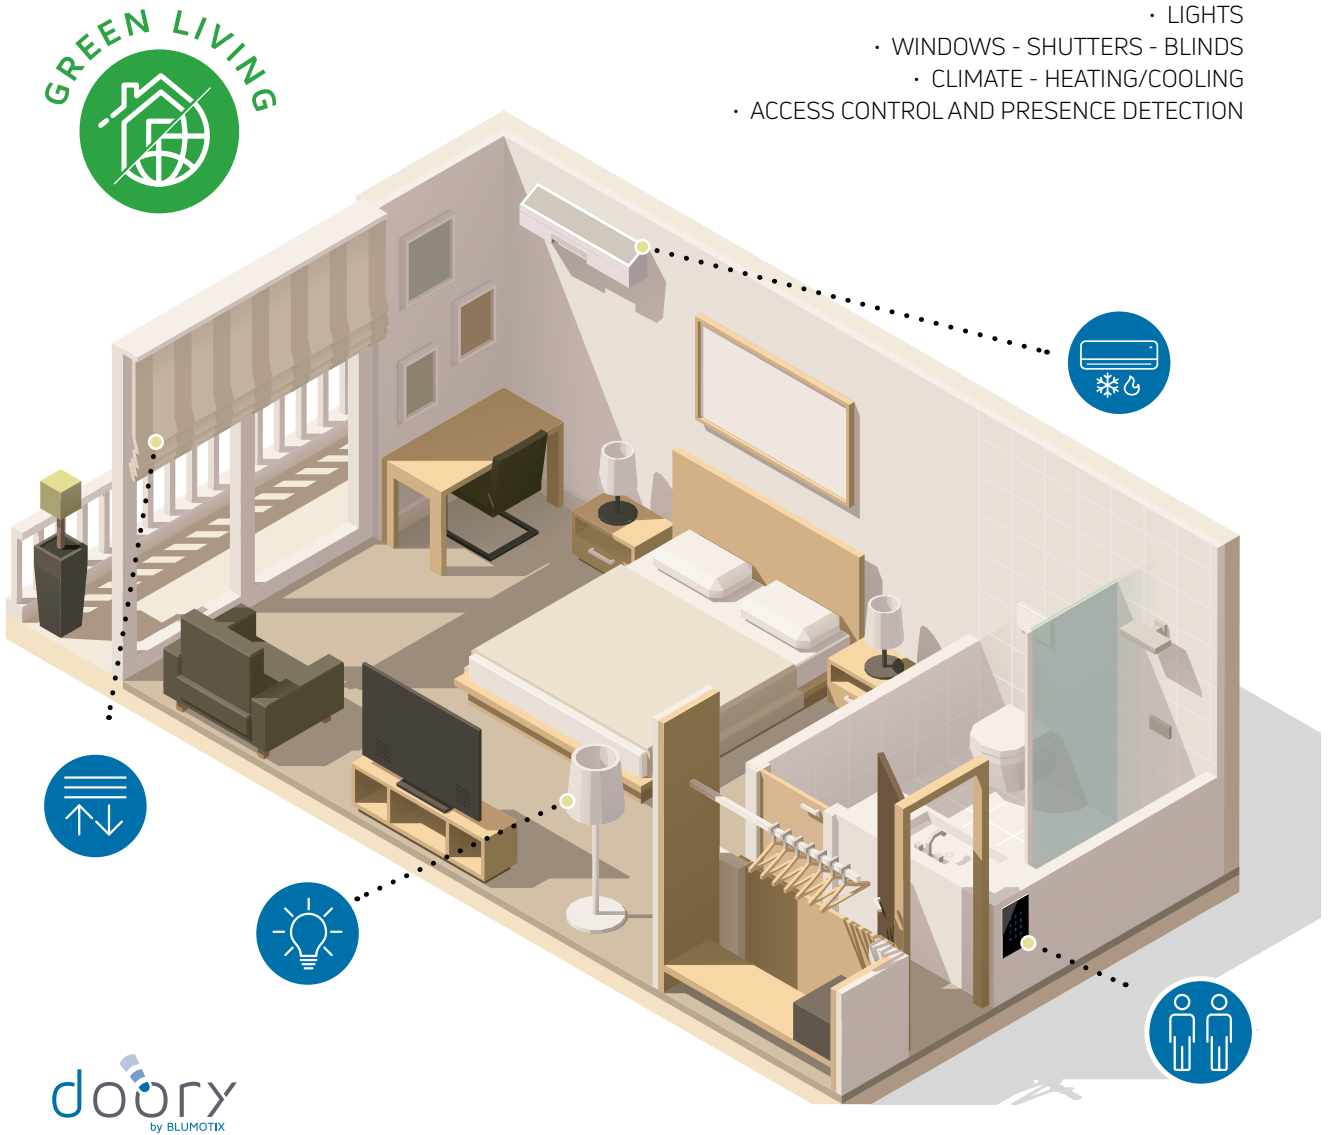 GREEN LIVING
· LIGHTS
· WINDOWS - SHUTTERS - BLINDS
· CLIMATE - HEATING/COOLING
· ACCESS CONTROL AND PRESENCE DETECTION
doory
by BLUMOTIX